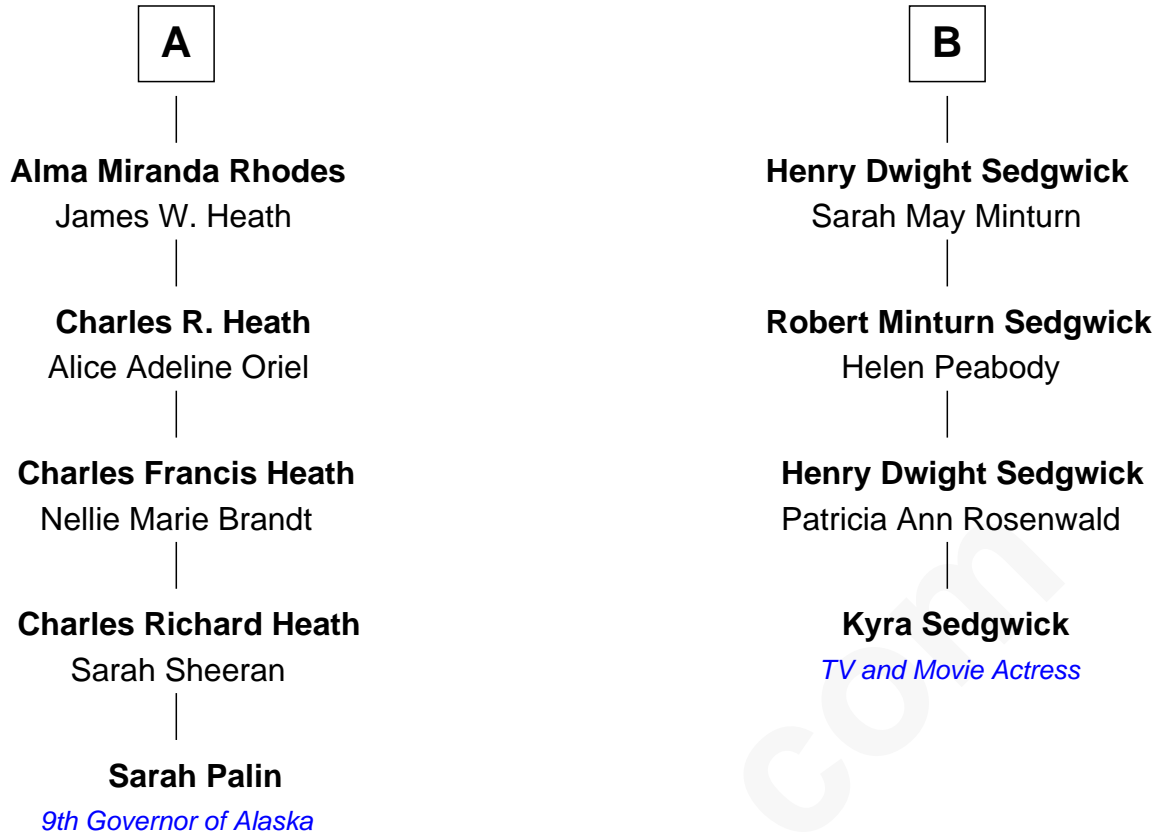 A
Alma Miranda Rhodes
James W. Heath
Charles R. Heath
Alice Adeline Oriel
Charles Francis Heath
Nellie Marie Brandt
Charles Richard Heath
Sarah Sheeran
Sarah Palin
9th Governor of Alaska
B
Henry Dwight Sedgwick
Sarah May Minturn
Robert Minturn Sedgwick
Helen Peabody
Henry Dwight Sedgwick
Patricia Ann Rosenwald
Kyra Sedgwick
TV and Movie Actress
com